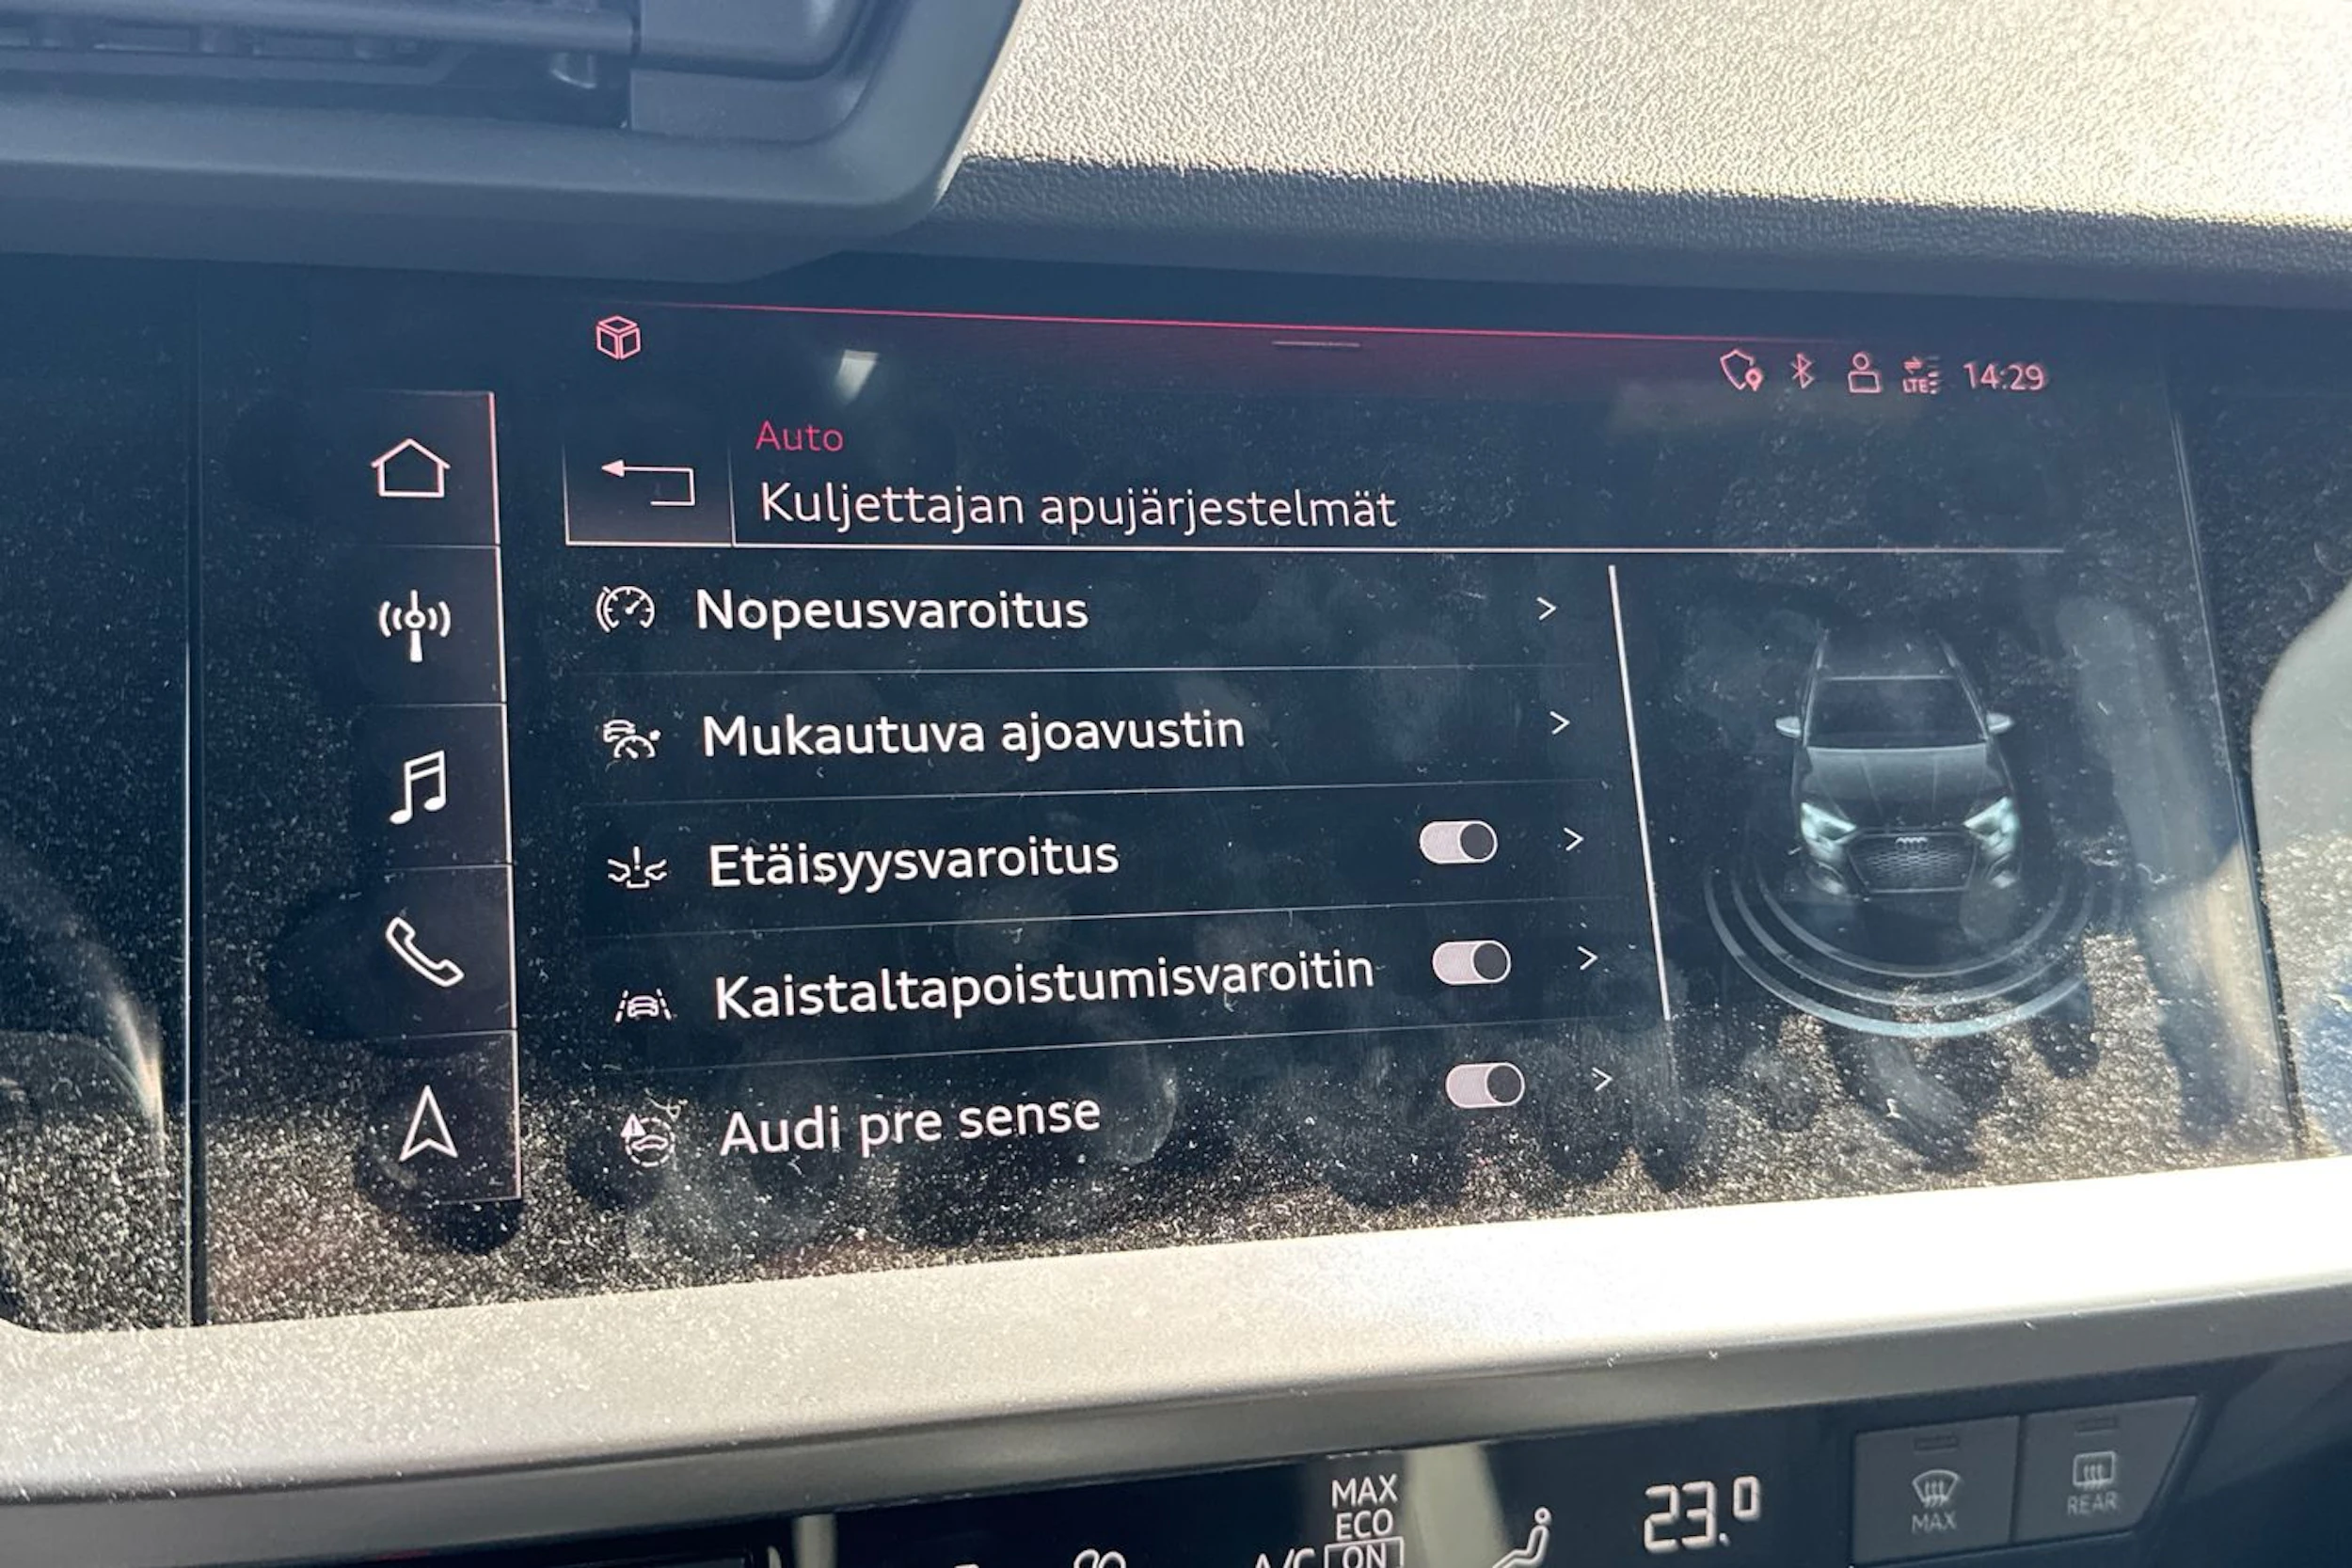 LTE 14:29
Auto
Kuljettajan apujärjestelmät
Nopeusvaroitus
Mukautuva ajoavustin
Etäisyysvaroitus
Kaistaltapoistumisvaroitin
Audi pre sense
MAX
ECO
A/C ON
23.0
MAX
REAR